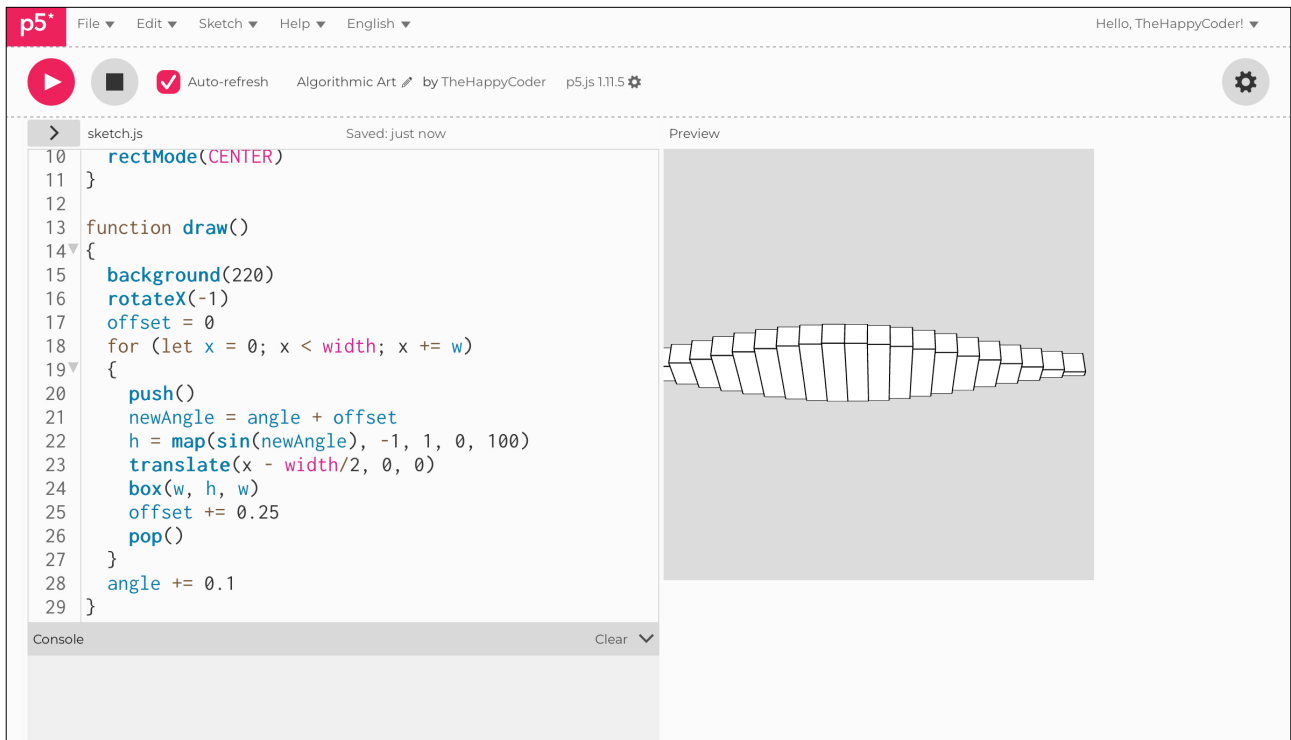 p5* File Edit Sketch Help English Hello, TheHappyCoder!
Auto-refresh Algorithmic Art by TheHappyCoder p5.js 1.11.5
sketch.js Saved: just now Preview
10 rectMode(CENTER)
11 }
12
13 function draw()
14 {
15 background(220)
16 rotateX(-1)
17 offset = 0
18 for (let x = 0; x < width; x += w)
19 {
20 push()
21 newAngle = angle + offset
22 h = map(sin(newAngle), -1, 1, 0, 100)
23 translate(x - width/2, 0, 0)
24 box(w, h, w)
25 offset += 0.25
26 pop()
27 }
28 angle += 0.1
29 }
Console Clear